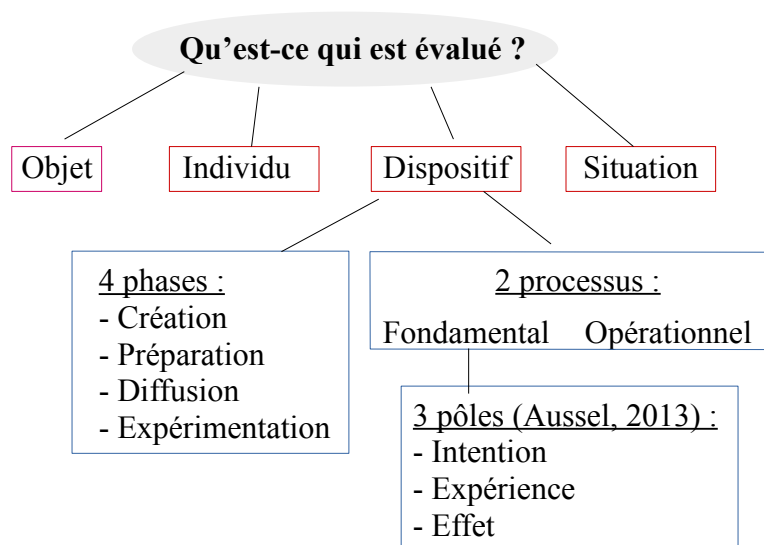 Qu’est-ce qui est évalué ?
Objet
Individu
Dispositif
Situation
4 phases :
- Création
- Préparation
- Diffusion
- Expérimentation
2 processus :
Fondamental Opérationnel
3 pôles (Aussel, 2013) :
- Intention
- Expérience
- Effet